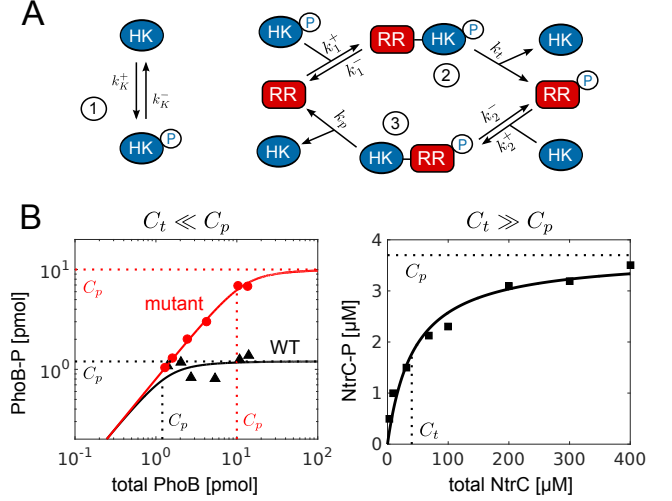 A
HK
k_K^+
k_K^-
1
HK P
HK P
k_1^+
k_1^-
RR HK P
2
k_t
HK
RR
RR P
k_p
3
k_2^-
k_2^+
HK
HK RR P
HK
B
C_t ≪ C_p
C_t ≫ C_p
PhoB-P [pmol]
10^1
10^0
C_p
mutant
WT
C_p
C_p
C_p
10^-1
10^0
10^1
10^2
total PhoB [pmol]
NtrC-P [µM]
4
3
2
1
0
C_p
C_t
0
100
200
300
400
total NtrC [µM]